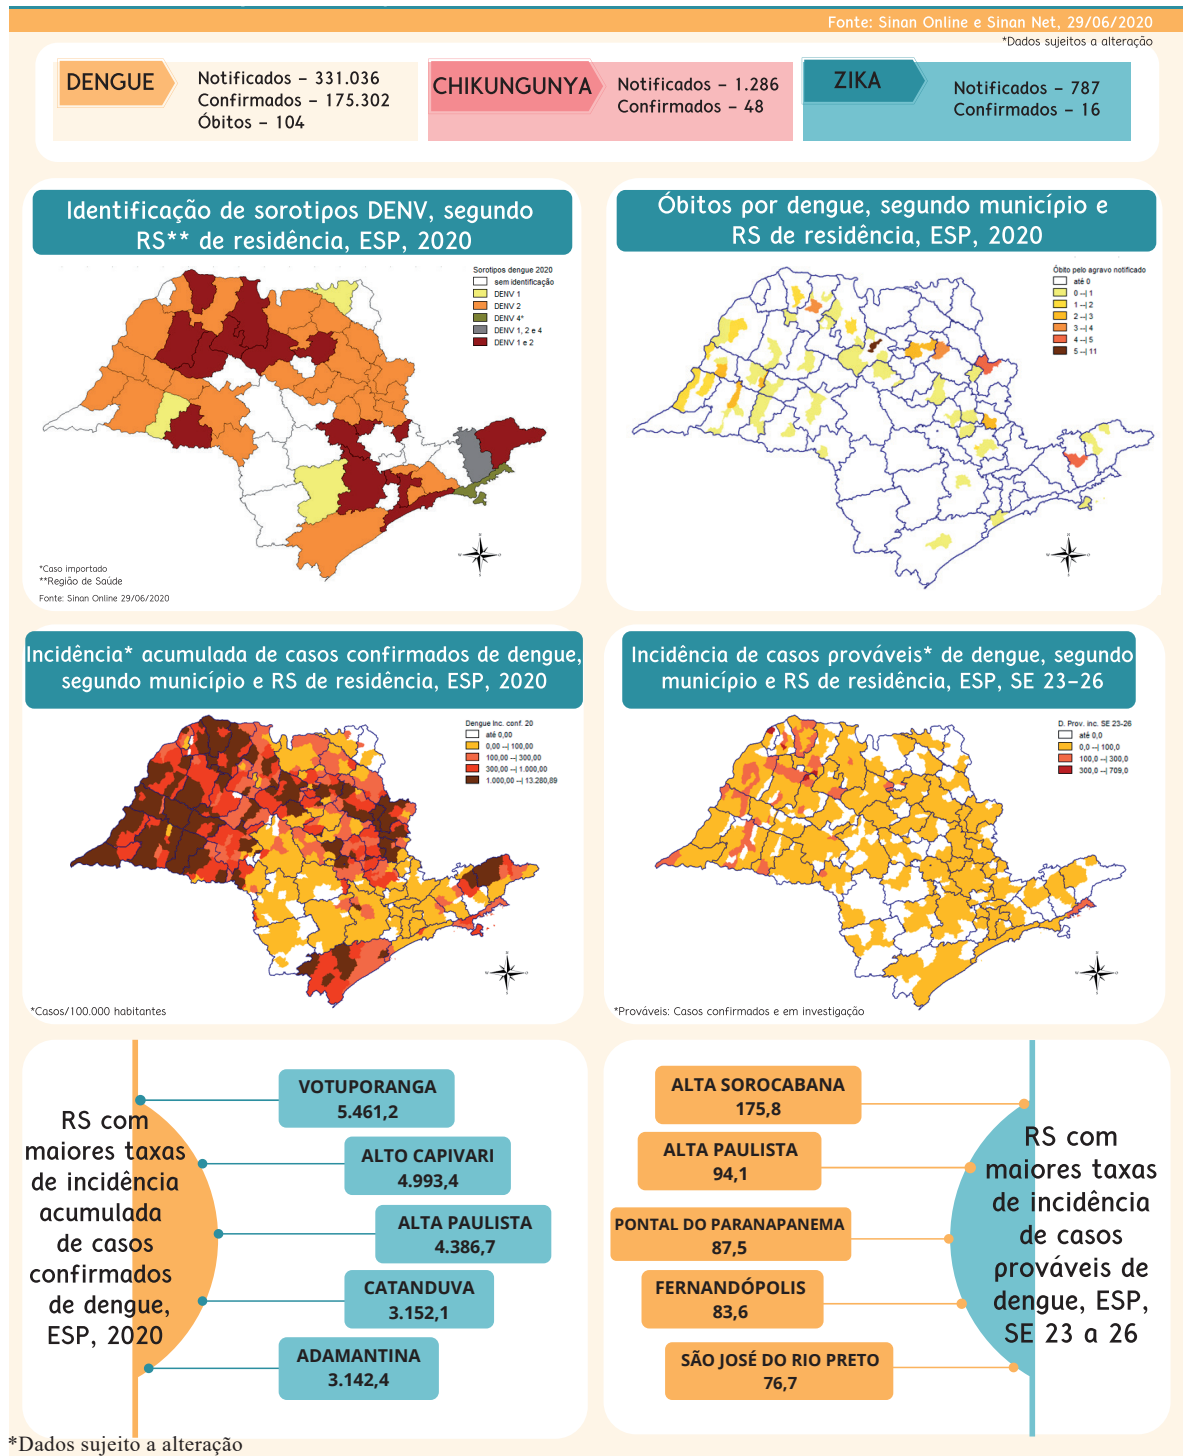 Fonte: Sinan Online e Sinan Net, 29/06/2020
*Dados sujeitos a alteração
DENGUE
Notificados – 331.036
Confirmados – 175.302
Óbitos – 104
CHIKUNGUNYA
Notificados – 1.286
Confirmados – 48
ZIKA
Notificados – 787
Confirmados – 16
Identificação de sorotipos DENV, segundo
RS** de residência, ESP, 2020
Sorotipos dengue 2020
sem identificação
DENV 1
DENV 2
DENV 4*
DENV 1, 2 e 4
DENV 1 e 2
*Caso importado
**Região de Saúde
Fonte: Sinan Online 29/06/2020
Óbitos por dengue, segundo município e
RS de residência, ESP, 2020
Óbito pelo agravo notificado
até 0
0 --| 1
1 --| 2
2 --| 3
3 --| 4
4 --| 5
5 --| 11
Incidência* acumulada de casos confirmados de dengue,
segundo município e RS de residência, ESP, 2020
Dengue Inc. conf. 20
até 0,00
0,00 --| 100,00
100,00 --| 300,00
300,00 --| 1.000,00
1.000,00 --| 13.280,89
*Casos/100.000 habitantes
Incidência de casos prováveis* de dengue, segundo
município e RS de residência, ESP, SE 23-26
D. Prov. inc. SE 23-26
até 0,0
0,0 --| 100,0
100,0 --| 300,0
300,0 --| 709,0
*Prováveis: Casos confirmados e em investigação
RS com
maiores taxas
de incidência
acumulada
de casos
confirmados
de dengue,
ESP, 2020
VOTUPORANGA
5.461,2
ALTO CAPIVARI
4.993,4
ALTA PAULISTA
4.386,7
CATANDUVA
3.152,1
ADAMANTINA
3.142,4
ALTA SOROCABANA
175,8
ALTA PAULISTA
94,1
PONTAL DO PARANAPANEMA
87,5
FERNANDÓPOLIS
83,6
SÃO JOSÉ DO RIO PRETO
76,7
RS com
maiores taxas
de incidência
de casos
prováveis de
dengue, ESP,
SE 23 a 26
*Dados sujeito a alteração